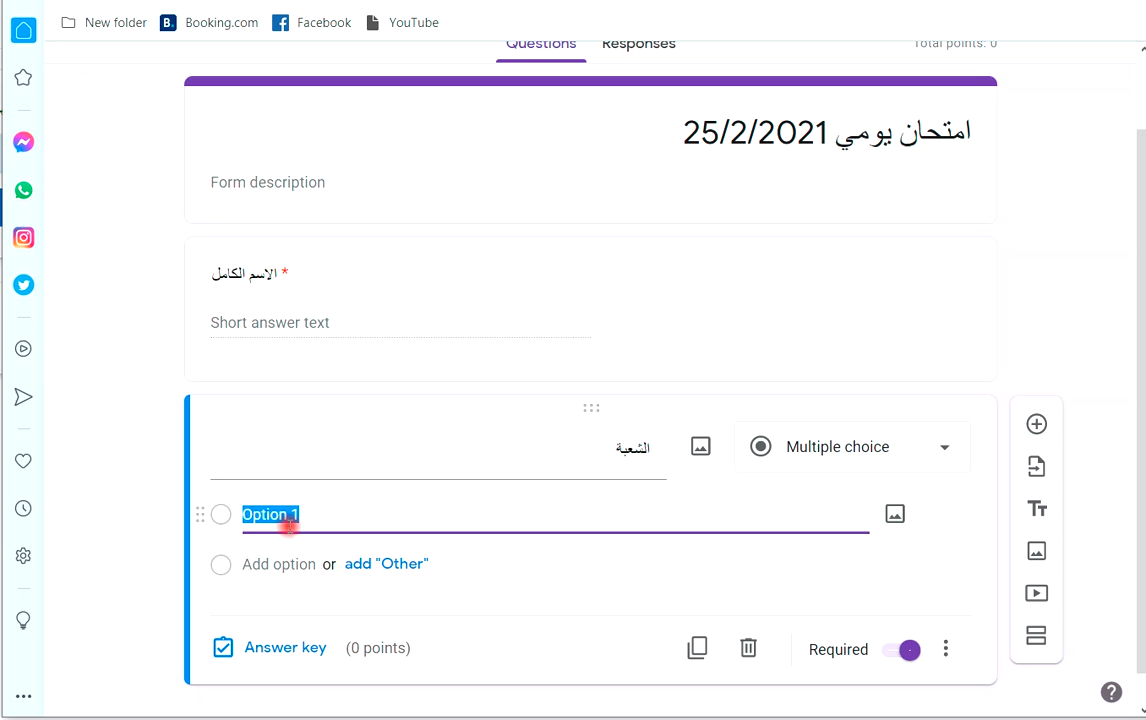 New folder
Booking.com
Facebook
YouTube
Questions
Responses
Total points: 0
امتحان يومي 25/2/2021
Form description
الاسم الكامل *
Short answer text
الشعبة
Multiple choice
Option 1
Add option or add "Other"
Answer key (0 points)
Required